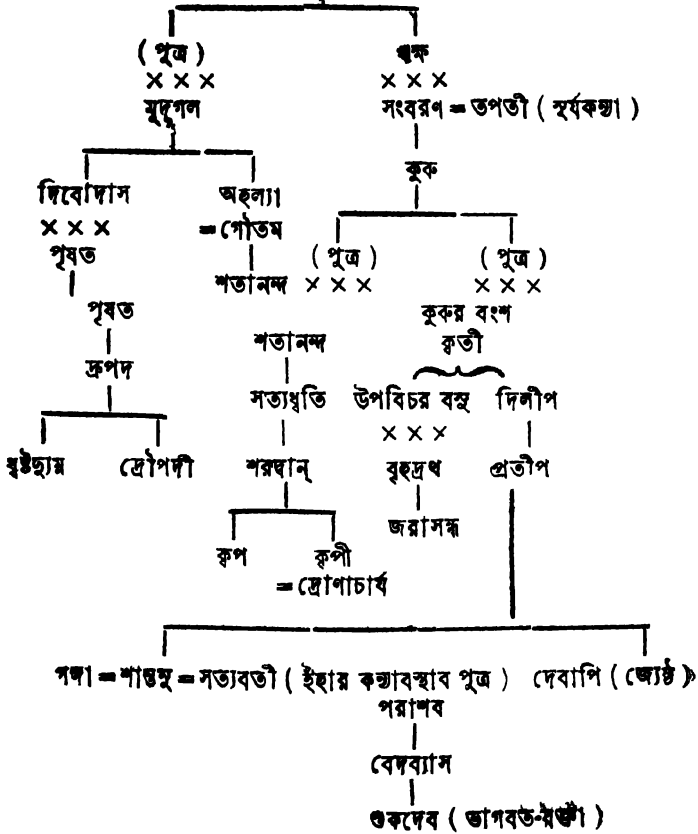 ( পুত্র ) ঋক্ষ
× × × × × ×
মুদ্গল সংবরণ = তপতী ( সূর্যকন্যা )
কুরু
দিবোদাস অহল্যা
× × × = গৌতম
পৃষত ( পুত্র ) ( পুত্র )
শতানন্দ × × × × × ×
পৃষত কুরুর বংশ
শতানন্দ কৃতী
দ্রুপদ
সত্যধৃতি উপবিচর বসু দিলীপ
× × ×
ধৃষ্টদ্যুম্ন দ্রৌপদী শরদ্বান্ বৃহদ্রথ প্রতীপ
জরাসন্ধ
কৃপ কৃপী
= দ্রোণাচার্য
গঙ্গা = শান্তনু = সত্যবতী ( ইহার কন্যাবস্থাব পুত্র ) দেবাপি ( জ্যেষ্ঠ )
পরাশব
বেদব্যাস
শুকদেব ( ভাগবত-বক্তা )